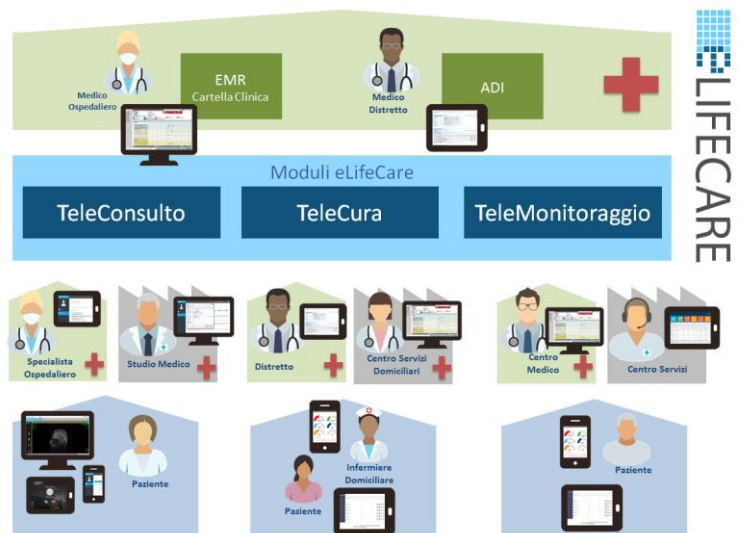 Medico
Ospedaliero
EMR
Cartella Clinica
Medico
Distretto
ADI
eLIFECARE
Moduli eLifeCare
TeleConsulto
TeleCura
TeleMonitoraggio
Specialista
Ospedaliero
Studio Medico
Distretto
Centro Servizi
Domiciliari
Centro
Medico
Centro Servizi
Paziente
Infermiere
Domiciliare
Paziente
Paziente